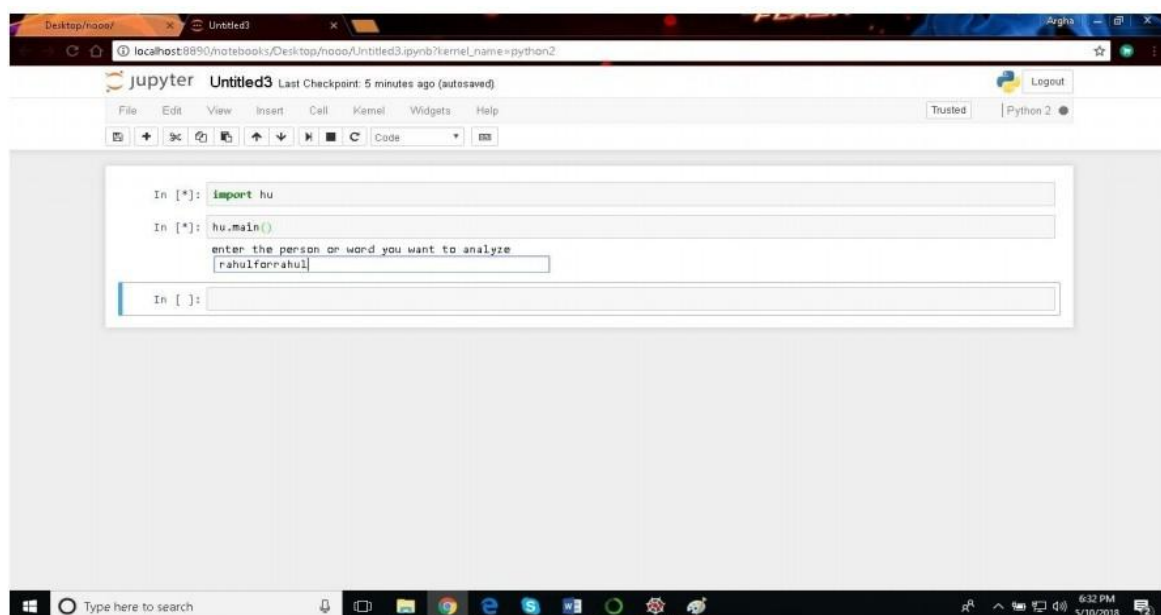 Desktop/nooo/
Untitled3
Argha
localhost:8890/notebooks/Desktop/nooo/Untitled3.ipynb?kernel_name=python2
jupyter Untitled3 Last Checkpoint: 5 minutes ago (autosaved)
Logout
File Edit View Insert Cell Kernel Widgets Help
Trusted
Python 2
Code
In [*]: import hu
In [*]: hu.main()
enter the person or word you want to analyze
rahulforrahul
In [ ]:
Type here to search
6:32 PM
5/10/2018